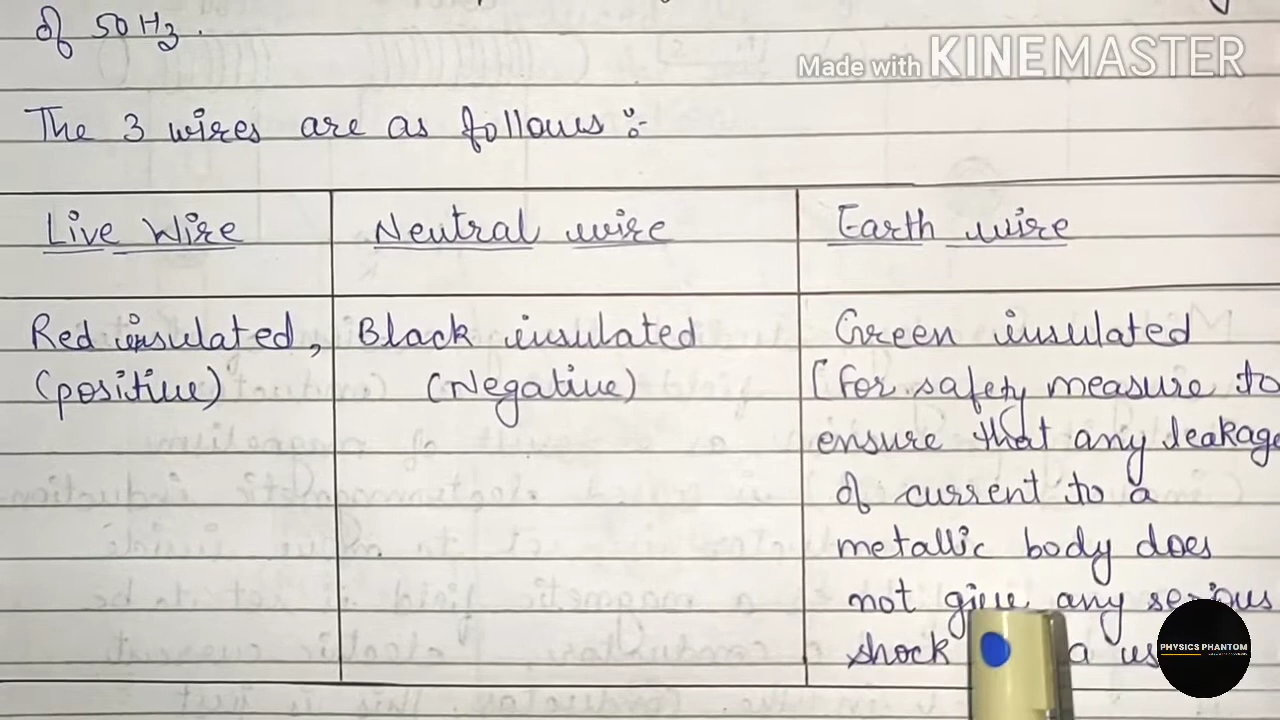 of 50 Hz.
Made with KINEMASTER
The 3 wires are as follows :-
Live Wire
Neutral wire
Earth wire
Red insulated,
(positive)
Black insulated
(Negative)
Green insulated
[For safety measure to
ensure that any leakage
of current to a
metallic body does
not give any serious
shock a us
PHYSICS PHANTOM